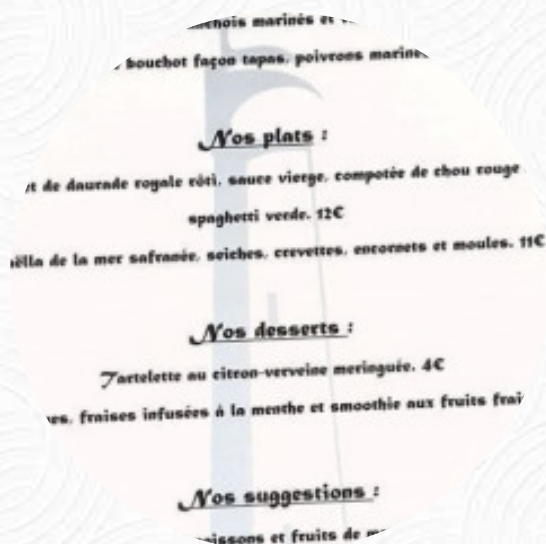 marinés et
bouchot façon tapas, poivrons marinés
Nos plats :
de daurade royale rôti, sauce vierge, compotée de chou rouge
spaghetti verde. 12€
de la mer safranée, seiches, crevettes, encornets et moules. 11€
Nos desserts :
Tartelette au citron-verveine meringuée. 4€
fraises infusées à la menthe et smoothie aux fruits
Nos suggestions :
et fruits de